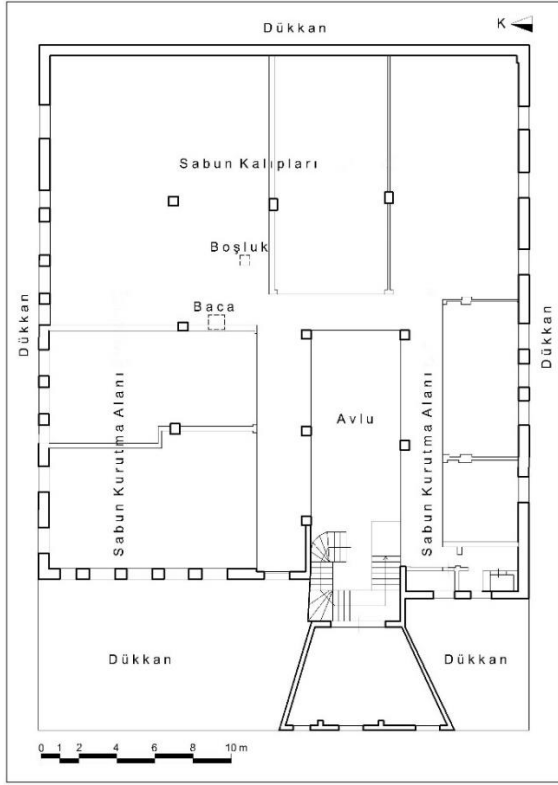 Dükkan
K
Sabun Kalıpları
Boşluk
Baca
Dükkan
Dükkan
Sabun Kurutma Alanı
Avlu
Sabun Kurutma Alanı
Dükkan
Dükkan
0 1 2 4 6 8 10 m